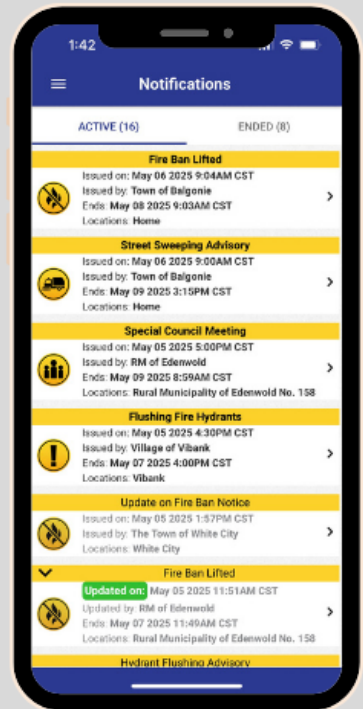 1:42
Notifications
ACTIVE (16)
ENDED (8)
Fire Ban Lifted
Issued on: May 06 2025 9:04AM CST
Issued by: Town of Balgonie
Ends: May 08 2025 9:03AM CST
Locations: Home
Street Sweeping Advisory
Issued on: May 06 2025 9:00AM CST
Issued by: Town of Balgonie
Ends: May 09 2025 3:15PM CST
Locations: Home
Special Council Meeting
Issued on: May 05 2025 5:00PM CST
Issued by: RM of Edenwold
Ends: May 09 2025 8:59AM CST
Locations: Rural Municipality of Edenwold No. 158
Flushing Fire Hydrants
Issued on: May 05 2025 4:30PM CST
Issued by: Village of Vibank
Ends: May 07 2025 4:00PM CST
Locations: Vibank
Update on Fire Ban Notice
Issued on: May 05 2025 1:57PM CST
Issued by: The Town of White City
Locations: White City
Fire Ban Lifted
Updated on: May 05 2025 11:51AM CST
Updated by: RM of Edenwold
Ends: May 07 2025 11:49AM CST
Locations: Rural Municipality of Edenwold No. 158
Hydrant Flushing Advisory